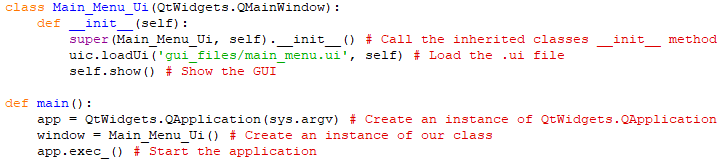 class Main_Menu_Ui(QtWidgets.QMainWindow):
    def __init__(self):
        super(Main_Menu_Ui, self).__init__() # Call the inherited classes __init__ method
        uic.loadUi('gui_files/main_menu.ui', self) # Load the .ui file
        self.show() # Show the GUI

def main():
    app = QtWidgets.QApplication(sys.argv) # Create an instance of QtWidgets.QApplication
    window = Main_Menu_Ui() # Create an instance of our class
    app.exec_() # Start the application